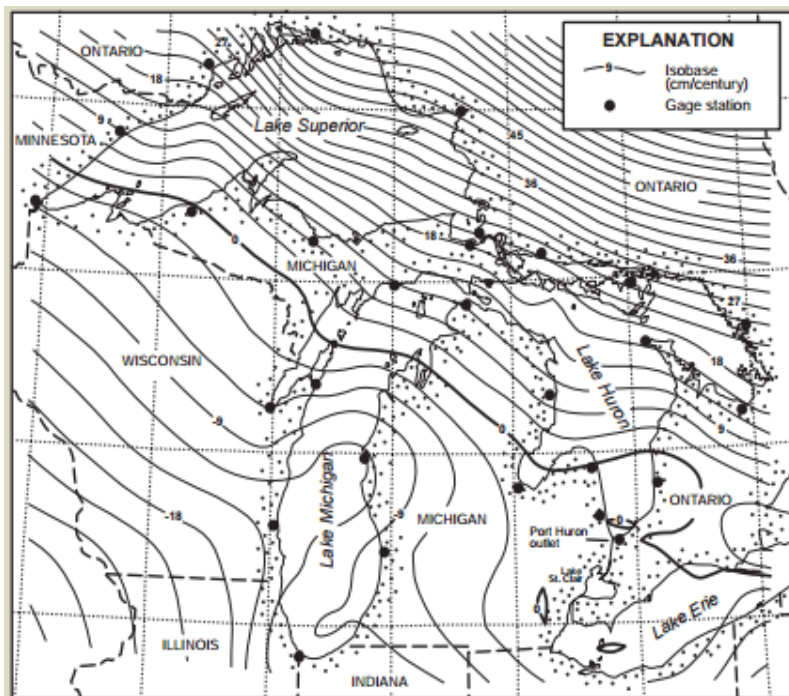 EXPLANATION
9
Isobase
(cm/century)
Gage station
ONTARIO
27
18
9
MINNESOTA
Lake Superior
45
36
ONTARIO
0
18
MICHIGAN
36
27
WISCONSIN
Lake Huron
18
-9
0
9
Lake Michigan
-18
-9
MICHIGAN
ONTARIO
0
Port Huron
outlet
Lake
St. Clair
0
Lake Erie
ILLINOIS
INDIANA